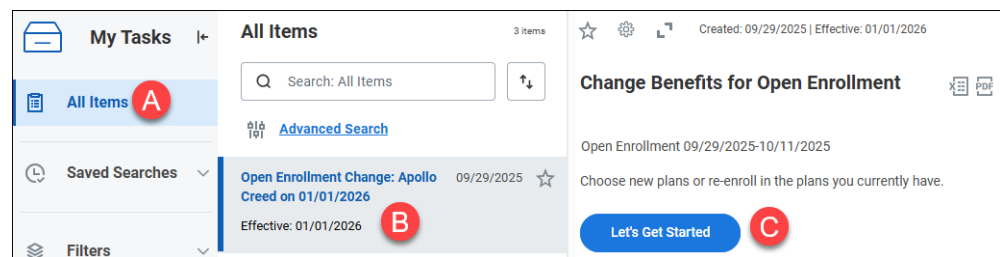 My Tasks
All Items
A
Saved Searches
Filters
All Items
3 items
Search: All Items
Advanced Search
Open Enrollment Change: Apollo
Creed on 01/01/2026
09/29/2025
Effective: 01/01/2026
B
Created: 09/29/2025 | Effective: 01/01/2026
Change Benefits for Open Enrollment
X
PDF
Open Enrollment 09/29/2025-10/11/2025
Choose new plans or re-enroll in the plans you currently have.
Let's Get Started
C